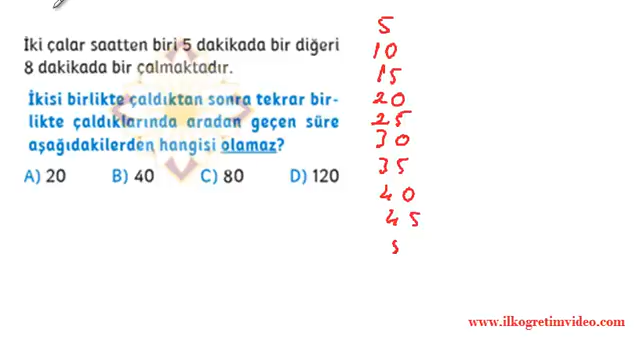 İki çalar saatten biri 5 dakikada bir diğeri
8 dakikada bir çalmaktadır.
İkisi birlikte çaldıktan sonra tekrar bir-
likte çaldıklarında aradan geçen süre
aşağıdakilerden hangisi olamaz?
A) 20 B) 40 C) 80 D) 120
5
10
15
20
25
30
35
40
45
www.ilkogretimvideo.com